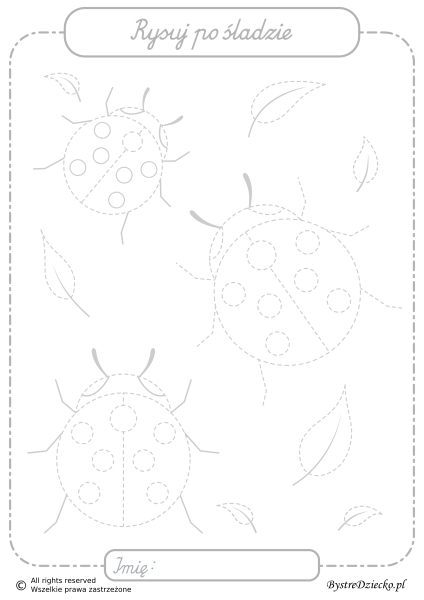 Rysuj po śladzie
Imię:
© All rights reserved
Wszelkie prawa zastrzeżone
BystreDziecko.pl